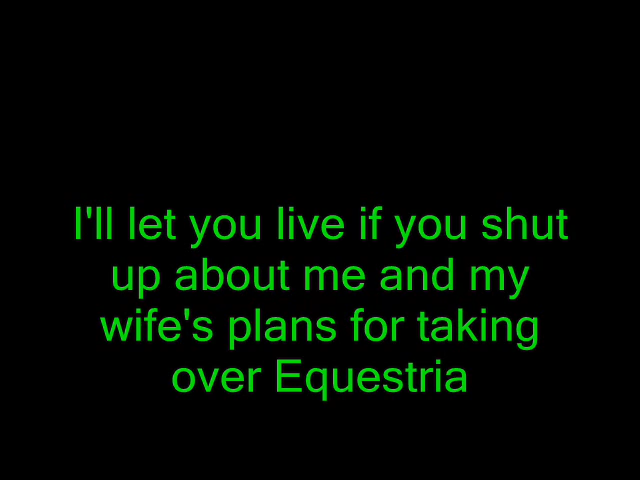 I'll let you live if you shut
up about me and my
wife's plans for taking
over Equestria